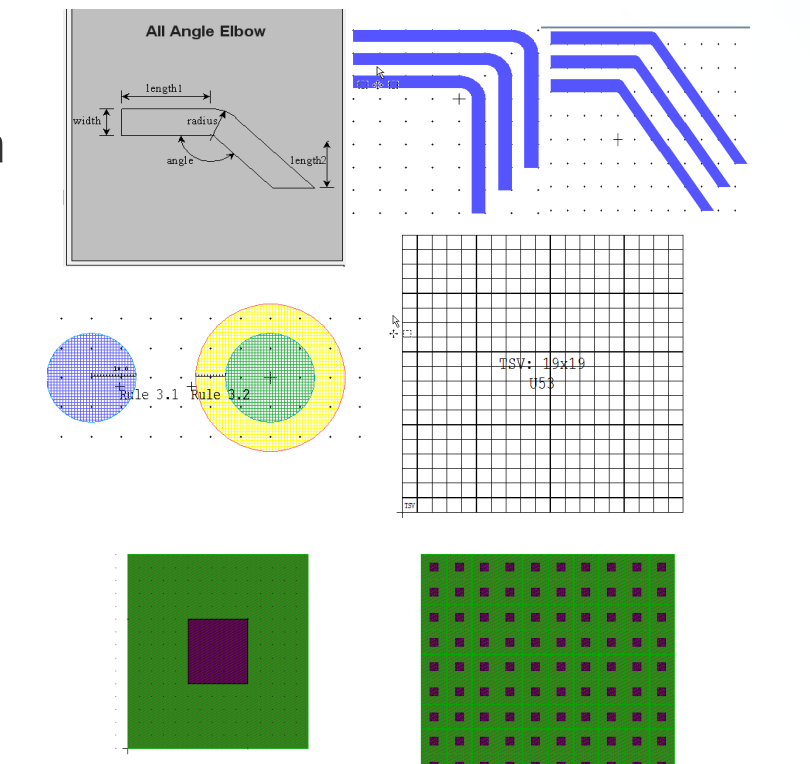 All Angle Elbow
length1
width
radius
angle
length2
Rule 3.1 Rule 3.2
TSV: 19x19
U53
TSV